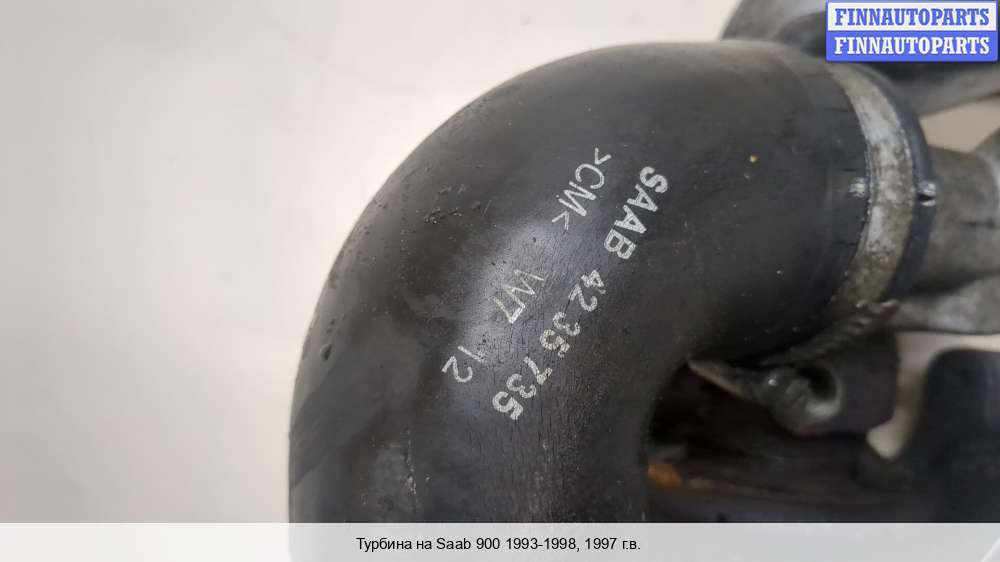 FINNAUTOPARTS
FINNAUTOPARTS
SAAB 42 35 735
>CM<
W7 12
Турбина на Saab 900 1993-1998, 1997 г.в.